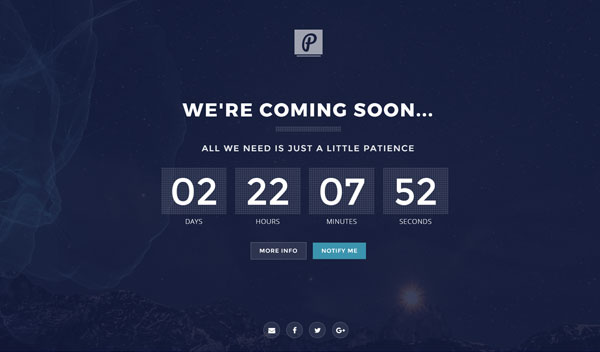 P
WE'RE COMING SOON...
ALL WE NEED IS JUST A LITTLE PATIENCE
02 22 07 52
DAYS HOURS MINUTES SECONDS
MORE INFO NOTIFY ME
f G+